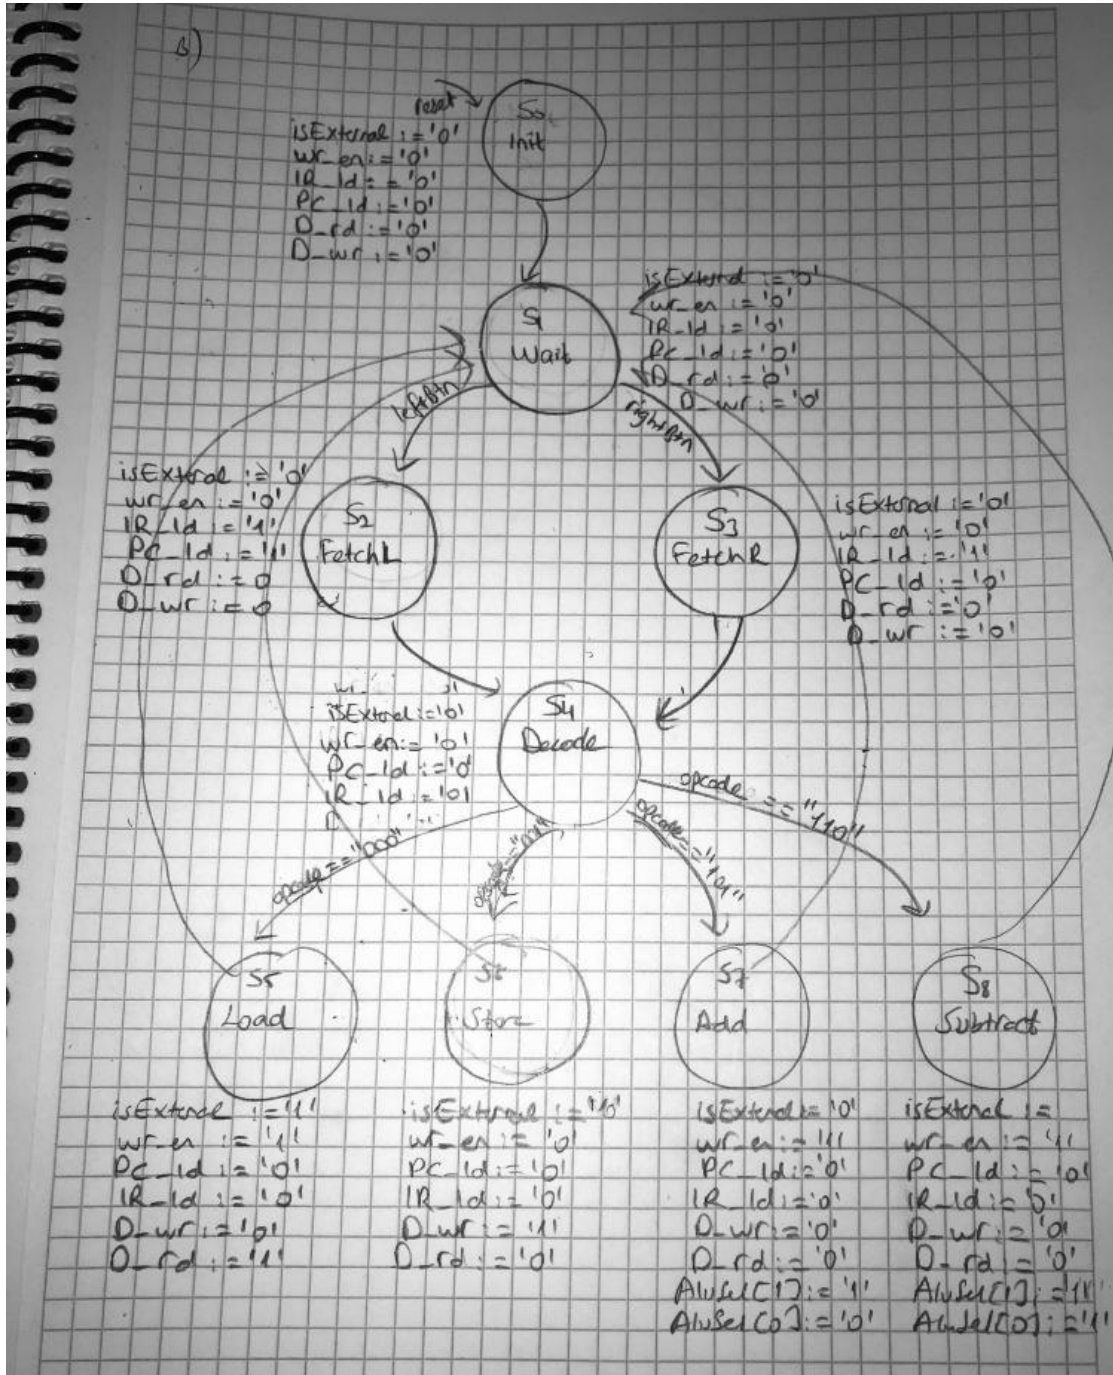 B)
reset
S0
Init
isExternal := '0'
wr_en := '0'
IR_ld := '0'
PC_ld := '0'
D_rd := '0'
D_wr := '0'
S1
Wait
isExternal := '0'
wr_en := '0'
IR_ld := '0'
PC_ld := '0'
D_rd := '0'
D_wr := '0'
leftBtn
rightBtn
isExternal := '0'
wr_en := '0'
IR_ld = '1'
PC_ld := '1'
D_rd := 0
D_wr := 0
S2
FetchL
S3
FetchR
isExternal := '0'
wr_en := '0'
IR_ld := '1'
PC_ld := '0'
D_rd := '0'
D_wr := '0'
isExternal := '0'
wr_en := '0'
PC_ld := '0'
IR_ld := '0'
S4
Decode
opcode == "000"
opcode == "001"
opcode == "101"
opcode == "110"
S5
Load
S6
Store
S7
Add
S8
Subtract
isExternal := '1'
wr_en := '1'
PC_ld := '0'
IR_ld := '0'
D_wr := '0'
D_rd := '1'
isExternal :=
wr_en := '0'
PC_ld := '0'
IR_ld := '0'
D_wr := '1'
D_rd := '0'
isExternal := '0'
wr_en := '1'
PC_ld := '0'
IR_ld := '0'
D_wr := '0'
D_rd := '0'
AluSel[1] := '1'
AluSel[0] := '0'
isExternal :=
wr_en := '1'
PC_ld := '0'
IR_ld := '0'
D_wr := '0'
D_rd = '0'
AluSel[1] := '1'
AluSel[0] := '1'